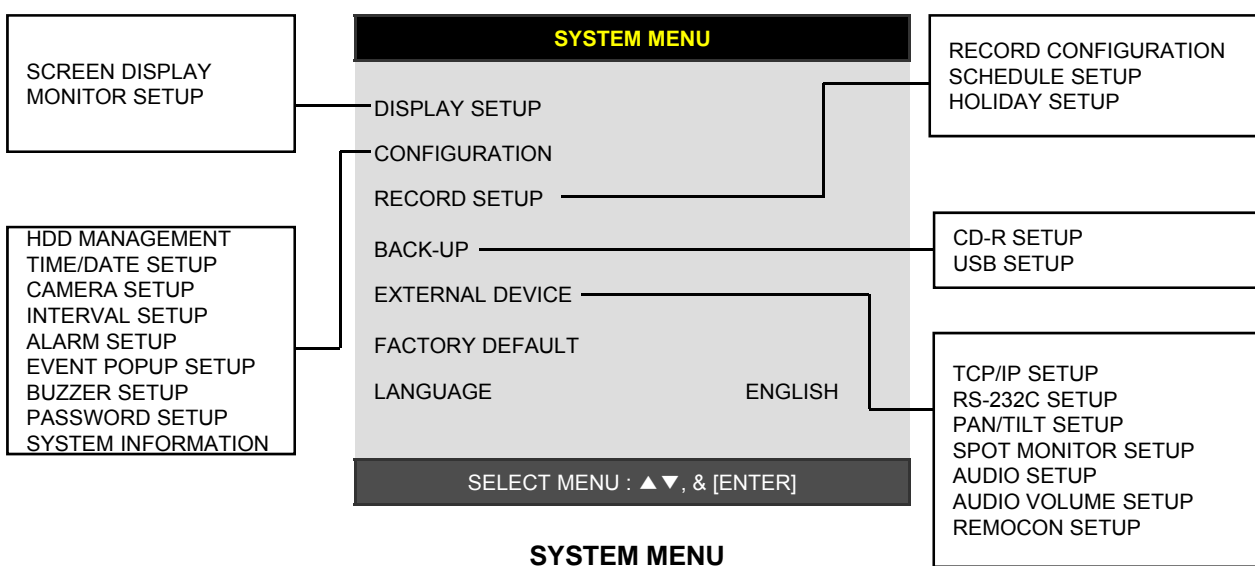 SCREEN DISPLAY
MONITOR SETUP
HDD MANAGEMENT
TIME/DATE SETUP
CAMERA SETUP
INTERVAL SETUP
ALARM SETUP
EVENT POPUP SETUP
BUZZER SETUP
PASSWORD SETUP
SYSTEM INFORMATION
SYSTEM MENU
DISPLAY SETUP
CONFIGURATION
RECORD SETUP
BACK-UP
EXTERNAL DEVICE
FACTORY DEFAULT
LANGUAGE ENGLISH
SELECT MENU : ▲▼, & [ENTER]
RECORD CONFIGURATION
SCHEDULE SETUP
HOLIDAY SETUP
CD-R SETUP
USB SETUP
TCP/IP SETUP
RS-232C SETUP
PAN/TILT SETUP
SPOT MONITOR SETUP
AUDIO SETUP
AUDIO VOLUME SETUP
REMOCON SETUP
SYSTEM MENU